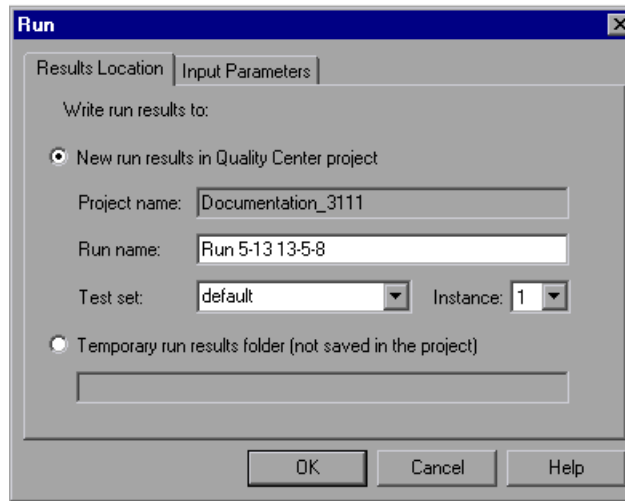 Run
Results Location Input Parameters
Write run results to:
New run results in Quality Center project
Project name: Documentation_3111
Run name: Run 5-13 13-5-8
Test set: default Instance: 1
Temporary run results folder (not saved in the project)
OK Cancel Help